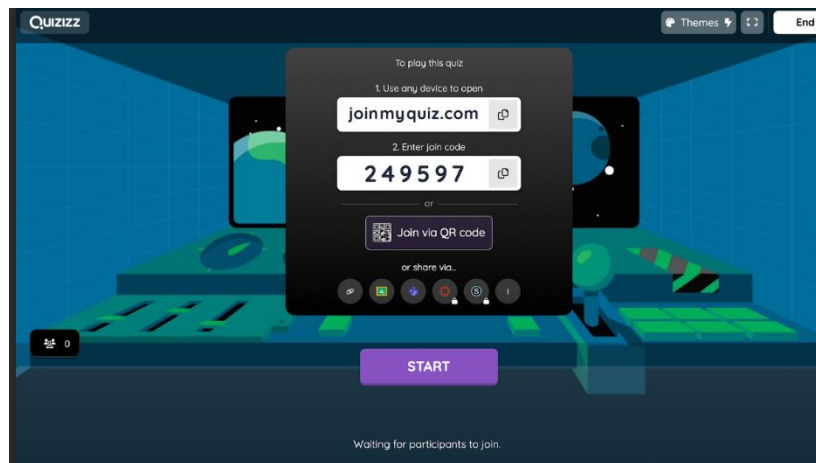 QUIZIZZ
Themes
End
To play this quiz
1. Use any device to open
joinmyquiz.com
2. Enter join code
249597
or
Join via QR code
or share via...
S
0
START
Waiting for participants to join.